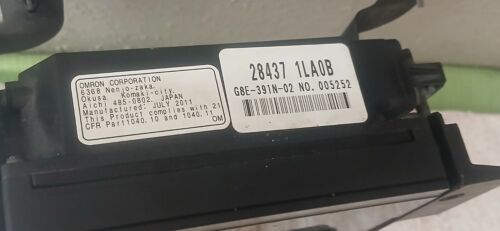 OMRON CORPORATION
6368 Nenjo-zaka,
Okusa, Komaki-city,
Aichi 485-0802, JAPAN
Manufactured: JULY 2011
This Product complies with 21
CFR Part1040.10 and 1040.11
OM
28437 1LA0B
G8E-391N-02 NO. 005252